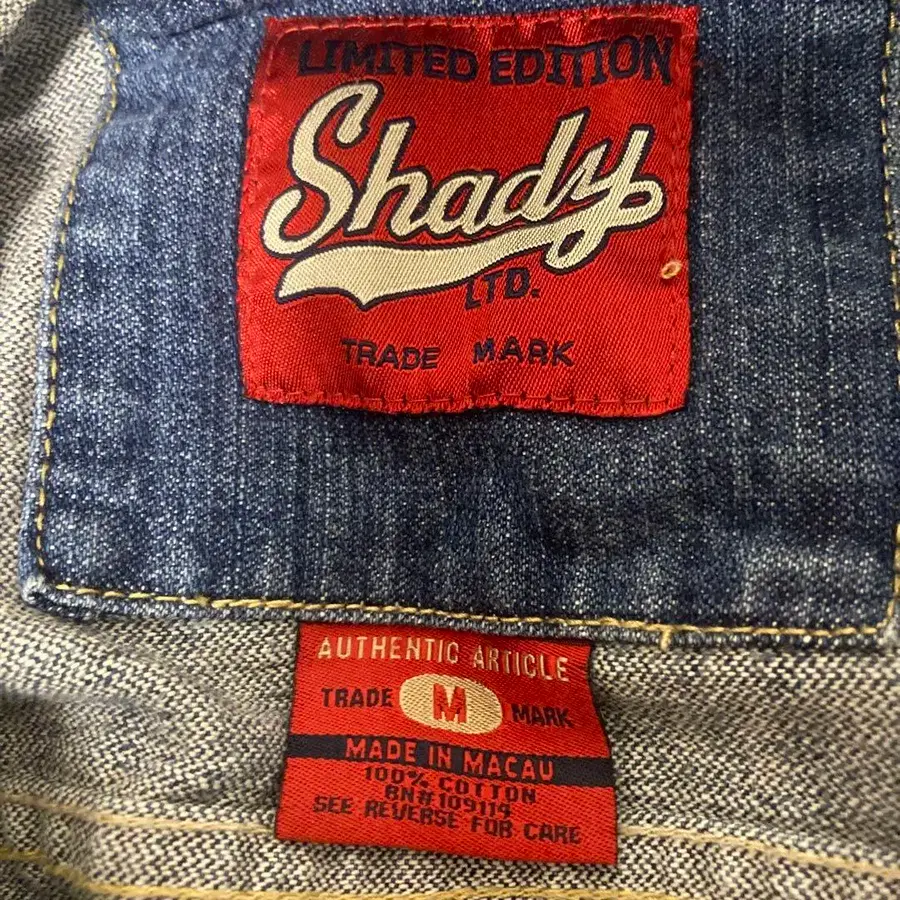 LIMITED EDITION
Shady
LTD.
TRADE MARK
AUTHENTIC ARTICLE
TRADE M MARK
MADE IN MACAU
100% COTTON
BN#109114
SEE REVERSE FOR CARE